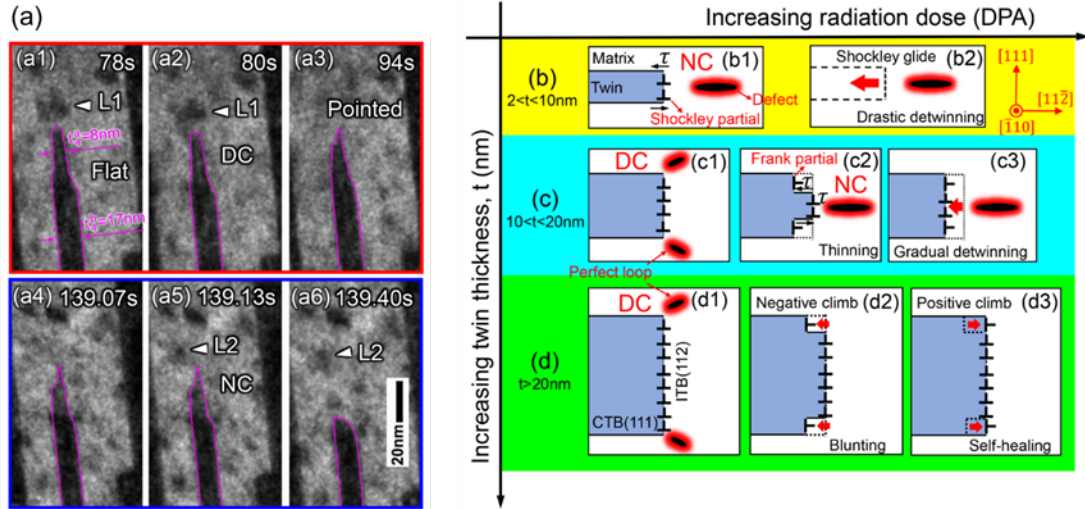 (a)
(a1) 78s
L1
t_4^a=8nm
Flat
t_4^b=17nm
(a2) 80s
L1
DC
(a3) 94s
Pointed
(a4) 139.07s
(a5) 139.13s
L2
NC
(a6) 139.40s
L2
20nm
Increasing radiation dose (DPA)
Increasing twin thickness, t (nm)
(b)
2<t<10nm
Matrix
τ
NC (b1)
Twin
Defect
Shockley partial
Shockley glide (b2)
Drastic detwinning
[111]
[112̄]
[1̄10]
(c)
10<t<20nm
DC (c1)
Perfect loop
Frank partial
(c2)
τ
τ NC
Thinning
(c3)
Gradual detwinning
(d)
t>20nm
DC (d1)
ITB(112)
CTB(111)
Negative climb (d2)
Blunting
Positive climb (d3)
Self-healing